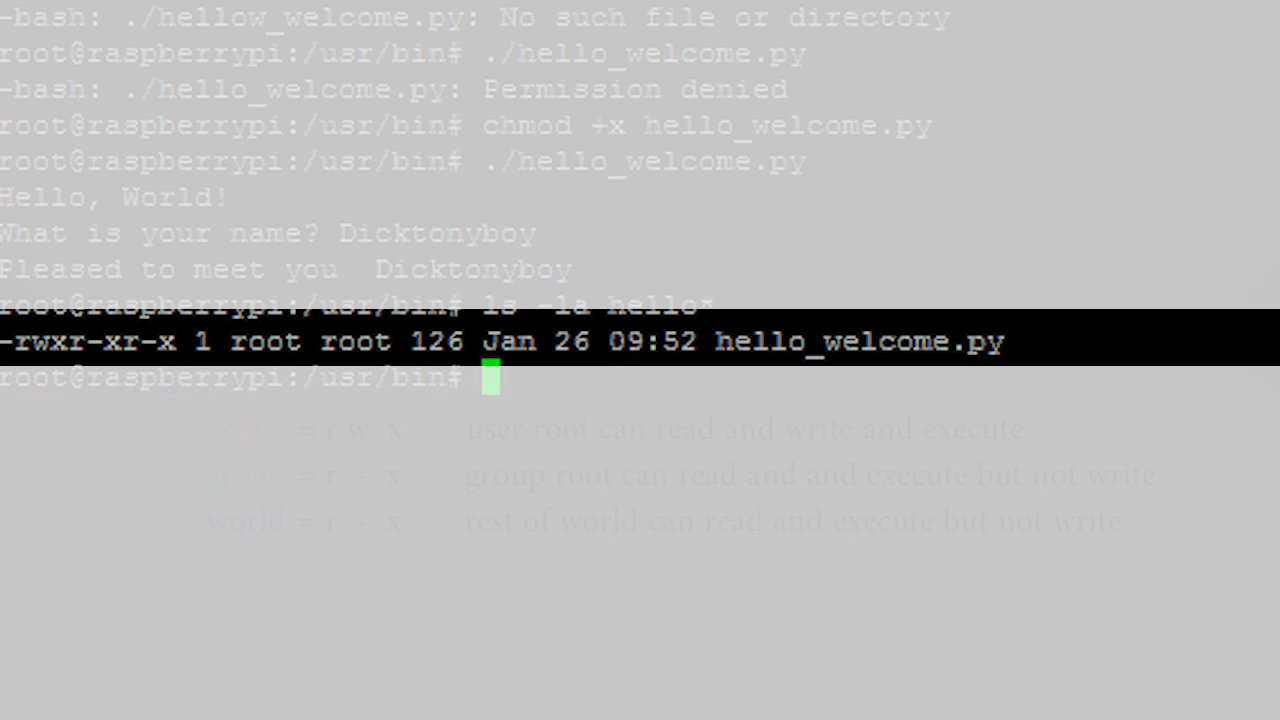 -bash: ./hellow_welcome.py: No such file or directory
root@raspberrypi:/usr/bin# ./hello_welcome.py
-bash: ./hello_welcome.py: Permission denied
root@raspberrypi:/usr/bin# chmod +x hello_welcome.py
root@raspberrypi:/usr/bin# ./hello_welcome.py
Hello, World!
What is your name? Dicktonyboy
Pleased to meet you  Dicktonyboy
root@raspberrypi:/usr/bin# ls -la hello*
-rwxr-xr-x 1 root root 126 Jan 26 09:52 hello_welcome.py
root@raspberrypi:/usr/bin#
user = r w x user root can read and write and execute
group = r - x group root can read and and execute but not write
world = r - x rest of world can read and execute but not write